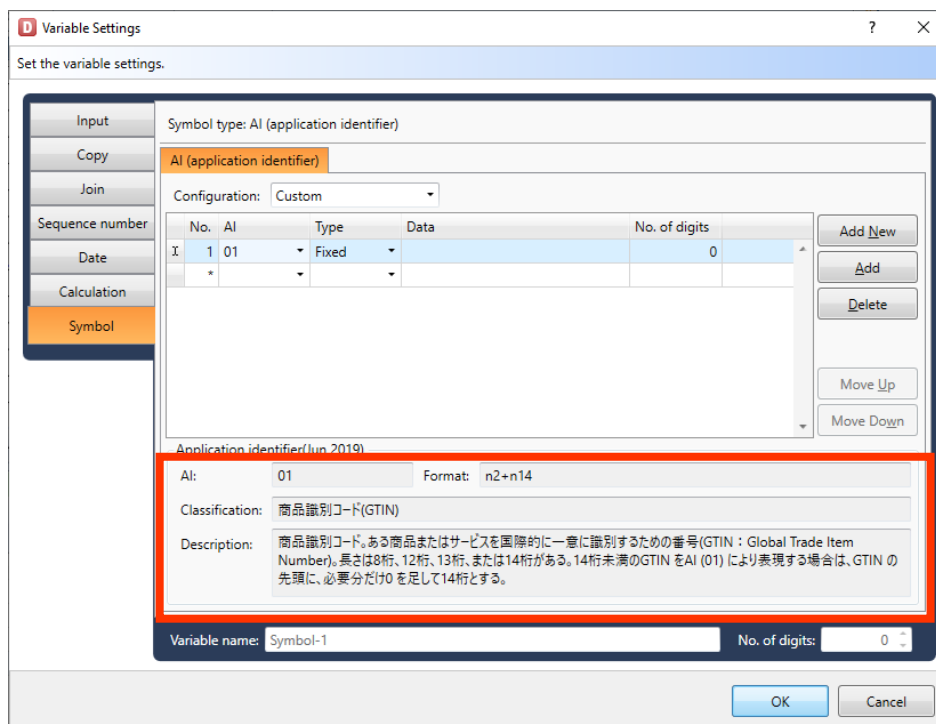 D Variable Settings ? ×
Set the variable settings.
Input
Copy
Join
Sequence number
Date
Calculation
Symbol
Symbol type: AI (application identifier)
AI (application identifier)
Configuration: Custom
No. AI Type Data No. of digits
1 01 Fixed 0
*
Add New
Add
Delete
Move Up
Move Down
Application identifier(Jun 2019)
AI: 01 Format: n2+n14
Classification: 商品識別コード(GTIN)
Description: 商品識別コード。ある商品またはサービスを国際的に一意に識別するための番号(GTIN：Global Trade Item
Number)。長さは8桁、12桁、13桁、または14桁がある。14桁未満のGTIN をAI (01) により表現する場合は、GTIN の
先頭に、必要分だけ0 を足して14桁とする。
Variable name: Symbol-1 No. of digits: 0
OK Cancel